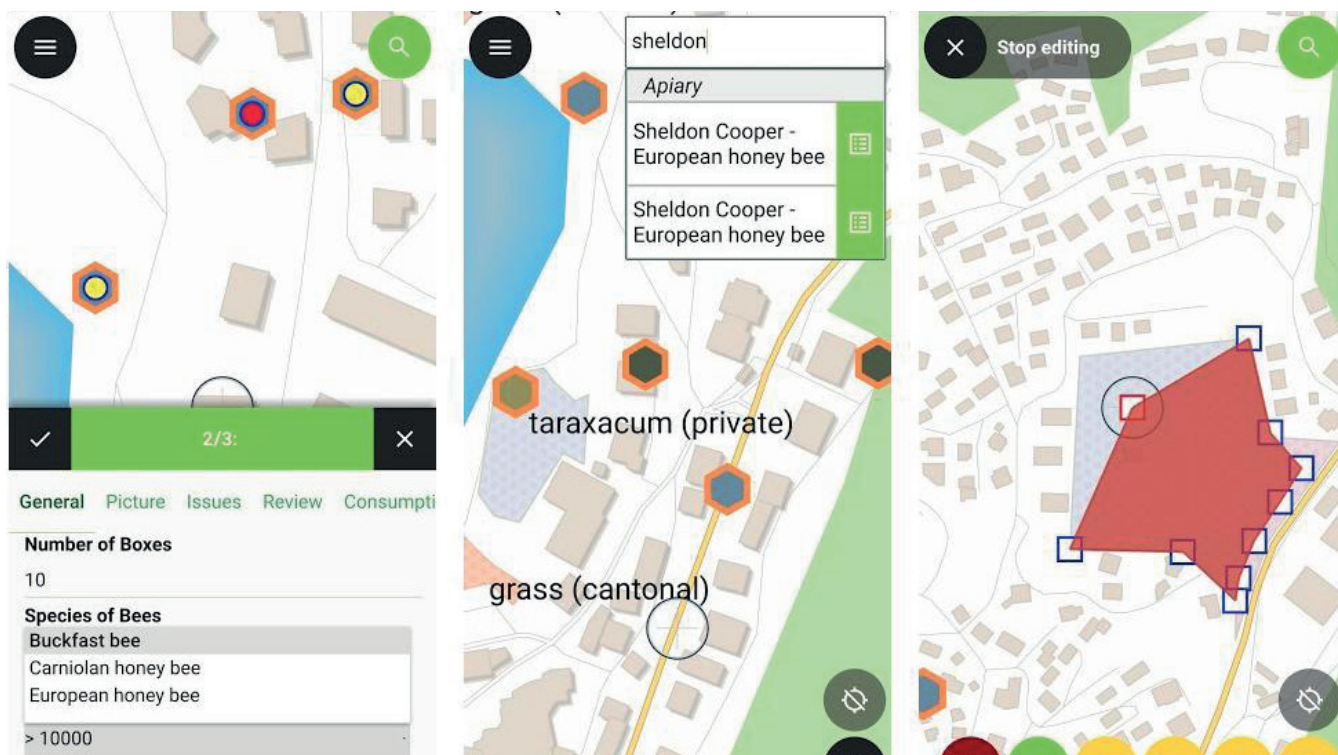 2/3:
General Picture Issues Review Consumpti
Number of Boxes
10
Species of Bees
Buckfast bee
Carniolan honey bee
European honey bee
> 10000
sheldon
Apiary
Sheldon Cooper -
European honey bee
Sheldon Cooper -
European honey bee
taraxacum (private)
grass (cantonal)
Stop editing